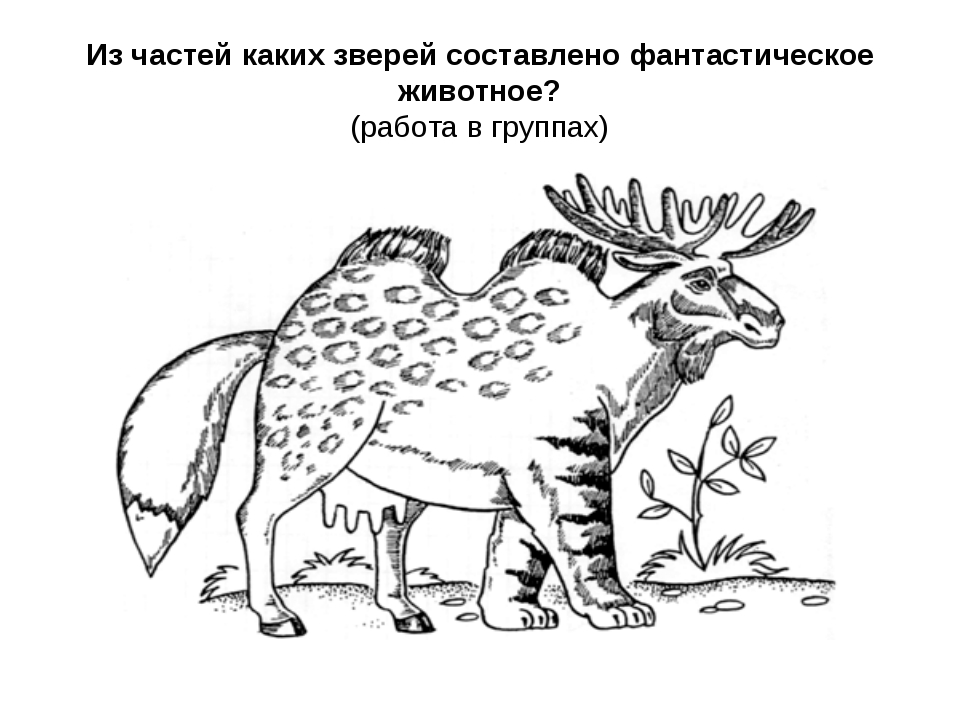 Из частей каких зверей составлено фантастическое
животное?
(работа в группах)